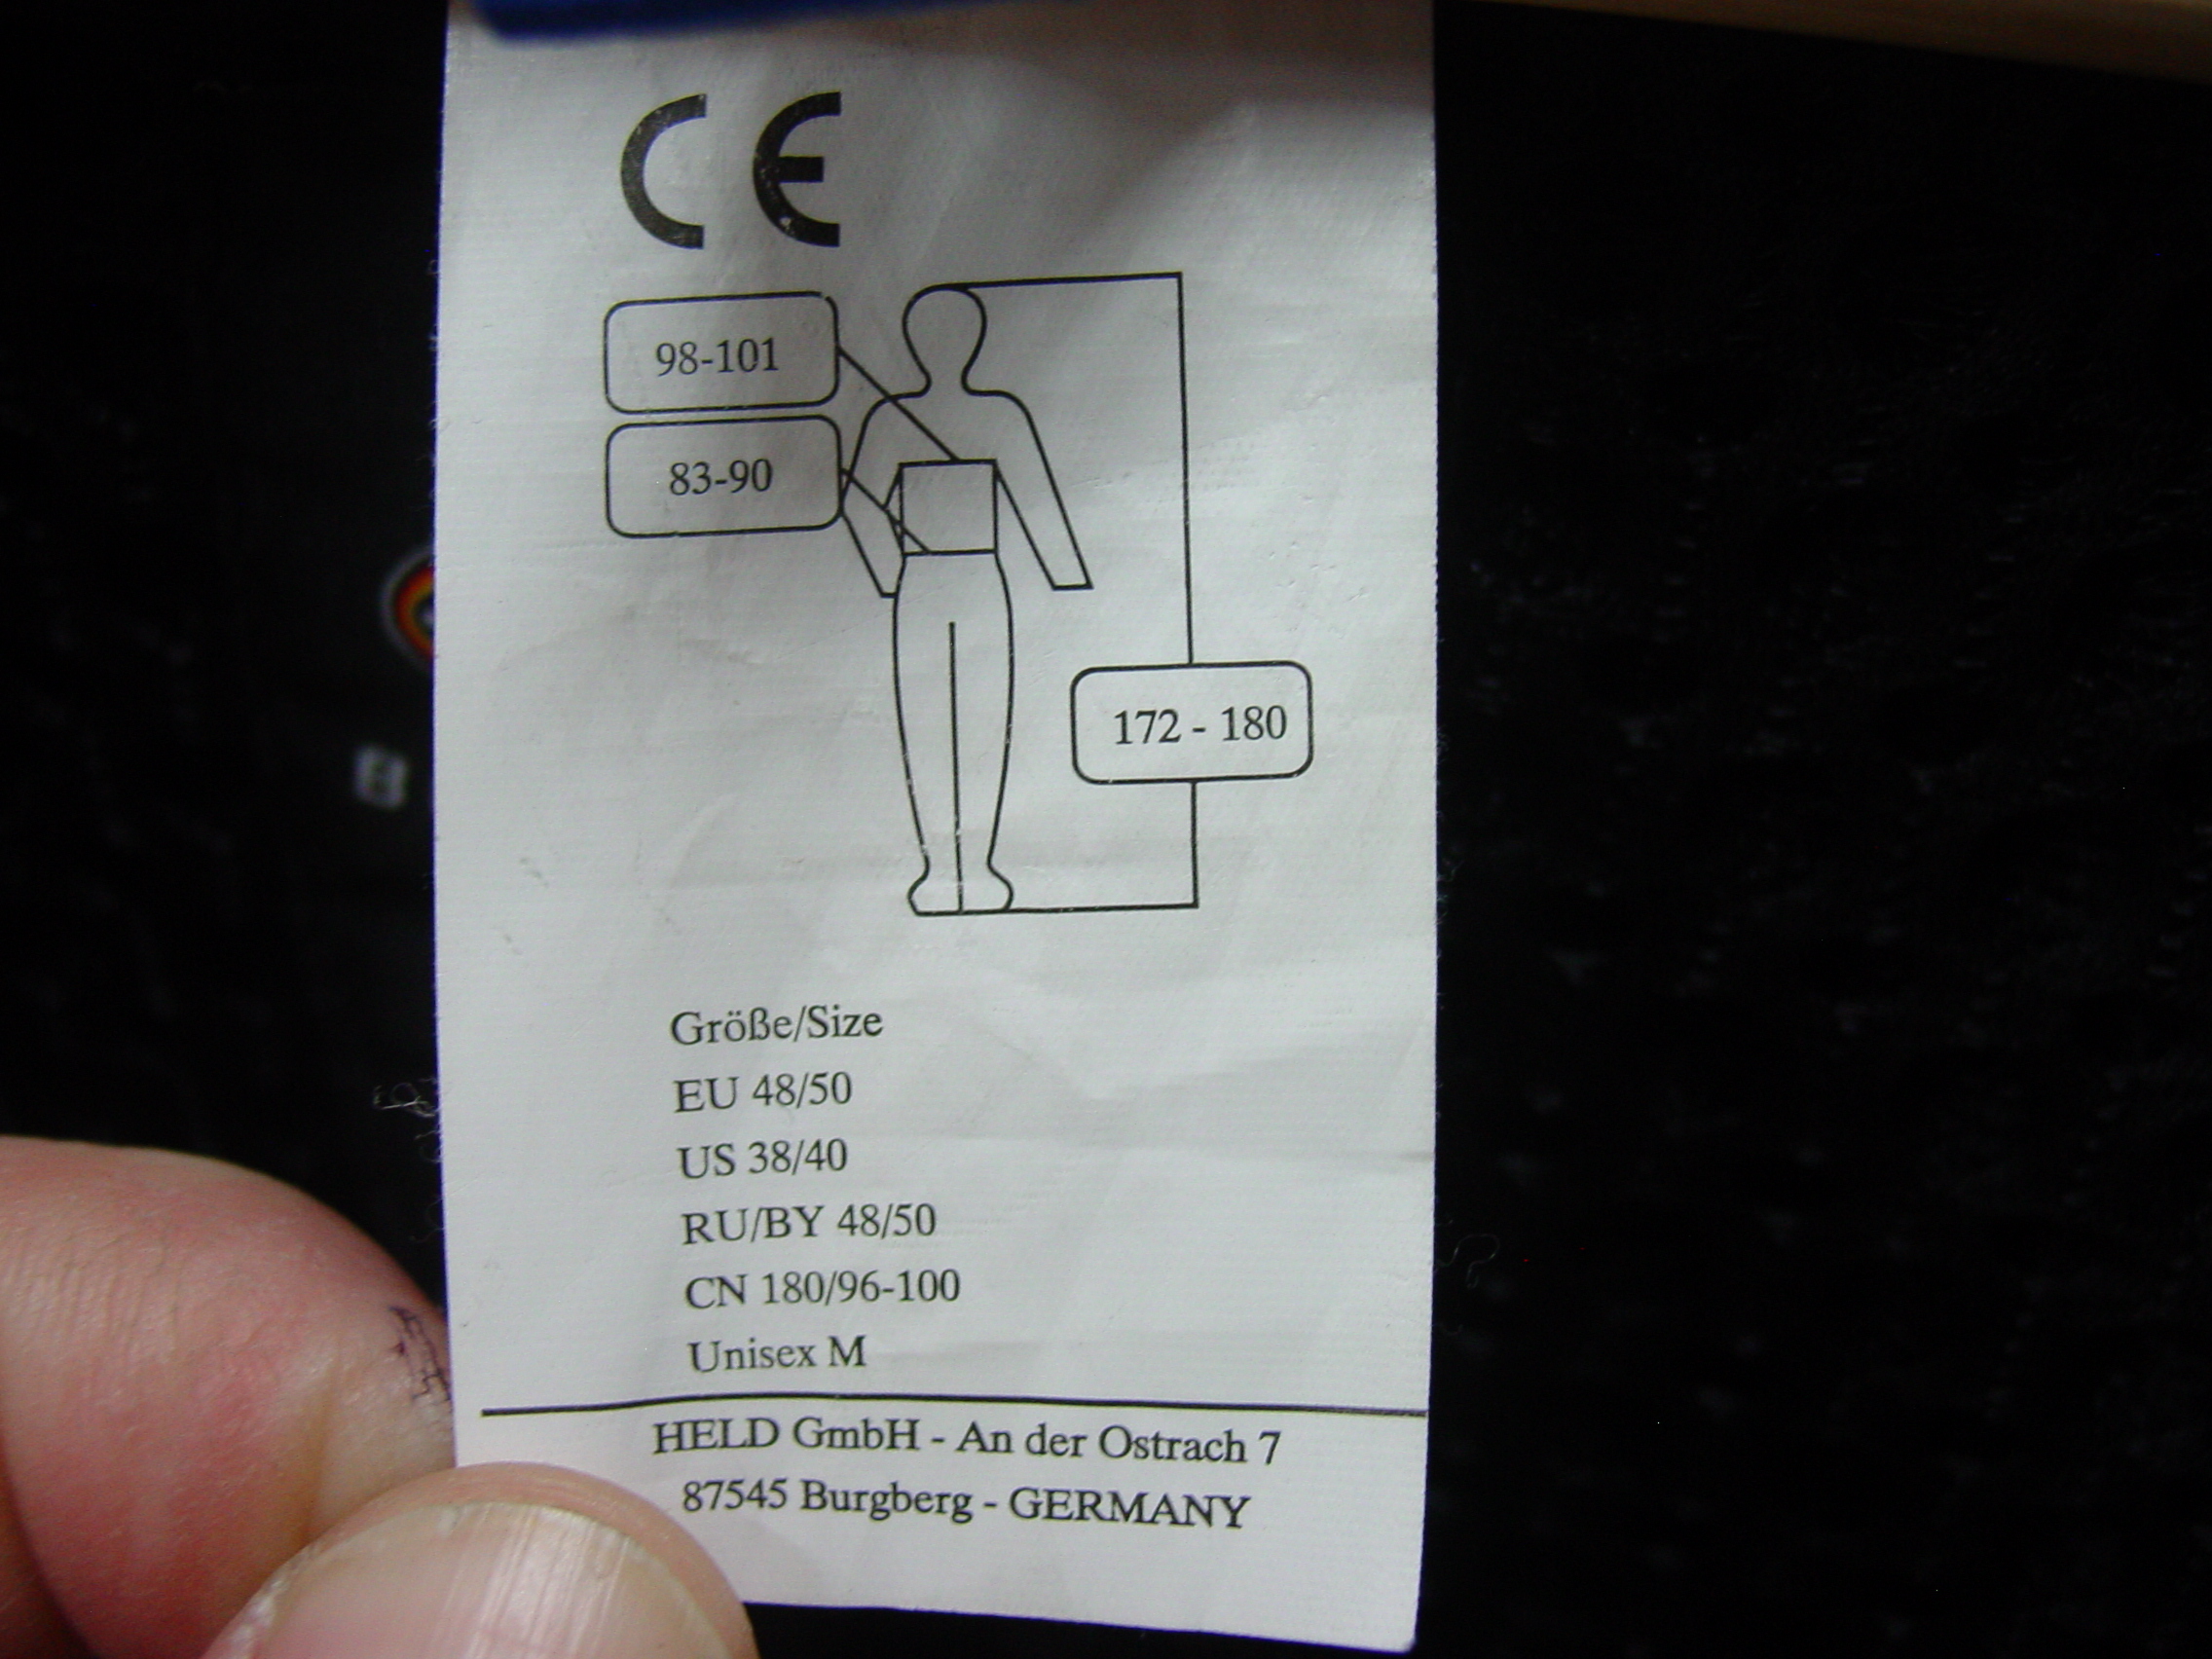 CE
98-101
83-90
172 - 180
B
Größe/Size
EU 48/50
US 38/40
RU/BY 48/50
CN 180/96-100
Unisex M
HELD GmbH - An der Ostrach 7
87545 Burgberg - GERMANY